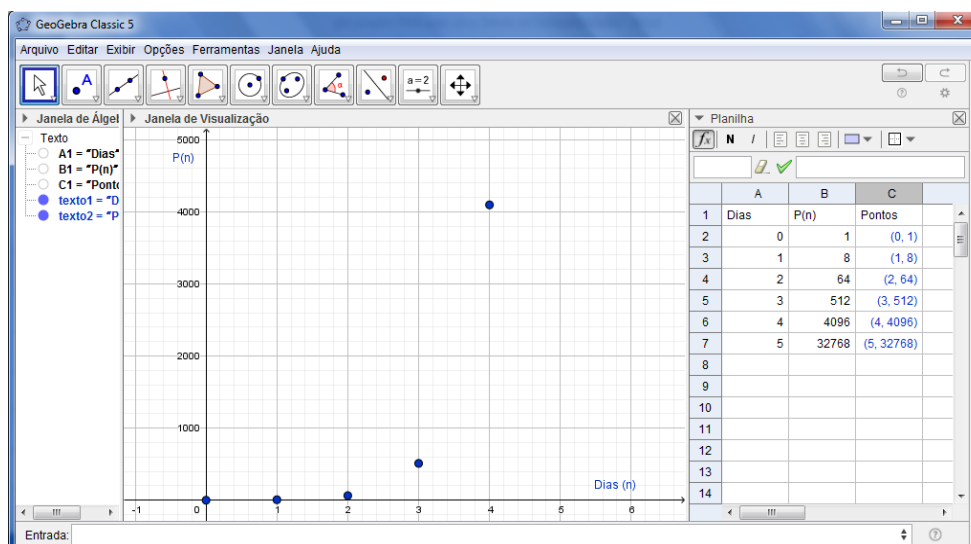 GeoGebra Classic 5
Arquivo Editar Exibir Opções Ferramentas Janela Ajuda
A
α
a=2
Janela de Álgel
Janela de Visualização
Planilha
Texto
A1 = "Dias"
B1 = "P(n)"
C1 = "Ponto
texto1 = "D
texto2 = "P
5000
P(n)
4000
3000
2000
1000
Dias (n)
-1 0 1 2 3 4 5 6
fx N I
A B C
1 Dias P(n) Pontos
2 0 1 (0, 1)
3 1 8 (1, 8)
4 2 64 (2, 64)
5 3 512 (3, 512)
6 4 4096 (4, 4096)
7 5 32768 (5, 32768)
8
9
10
11
12
13
14
Entrada: